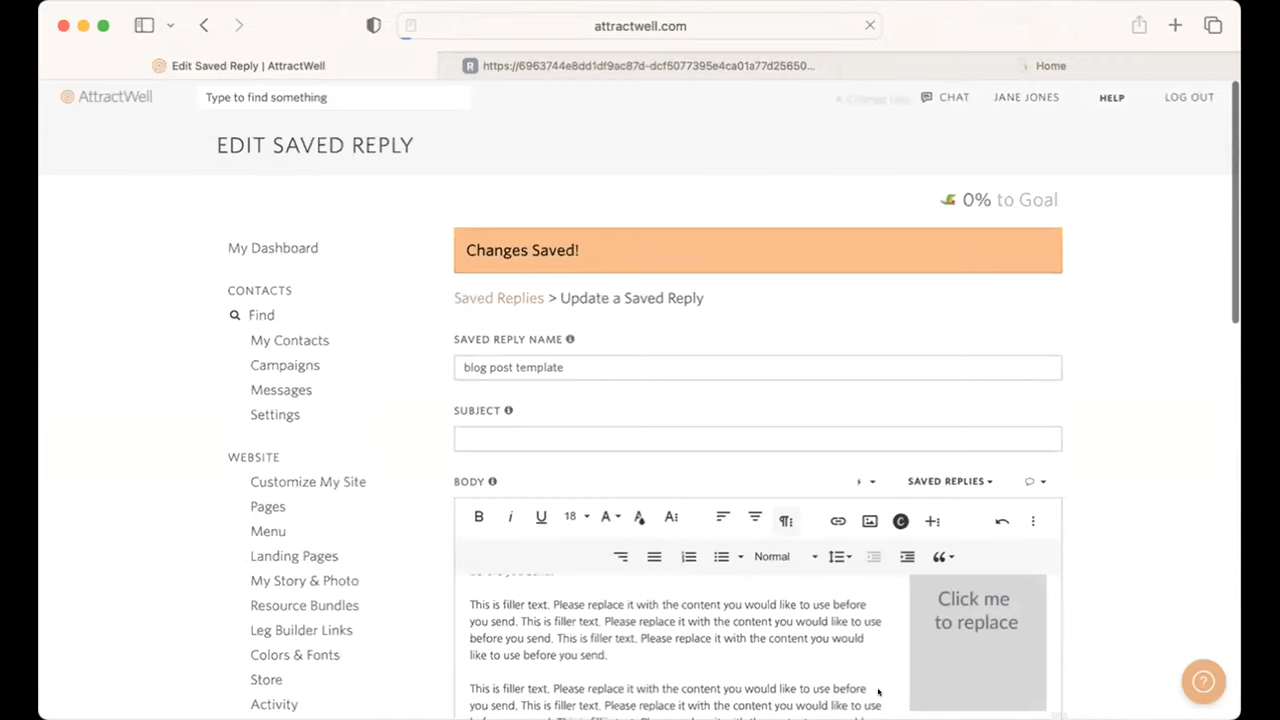 attractwell.com
Edit Saved Reply | AttractWell
https://6963744e8dd1df9ac87d-dcf5077395e4ca01a77d25650...
Home
AttractWell
Type to find something
CHAT
JANE JONES
HELP
LOG OUT
EDIT SAVED REPLY
0% to Goal
My Dashboard
CONTACTS
Find
My Contacts
Campaigns
Messages
Settings
WEBSITE
Customize My Site
Pages
Menu
Landing Pages
My Story & Photo
Resource Bundles
Leg Builder Links
Colors & Fonts
Store
Activity
Changes Saved!
Saved Replies > Update a Saved Reply
SAVED REPLY NAME
blog post template
SUBJECT
BODY
SAVED REPLIES
18
Normal
This is filler text. Please replace it with the content you would like to use before
you send. This is filler text. Please replace it with the content you would like to use
before you send. This is filler text. Please replace it with the content you would
like to use before you send.
This is filler text. Please replace it with the content you would like to use before
you send. This is filler text. Please replace it with the content you would like to use
Click me
to replace